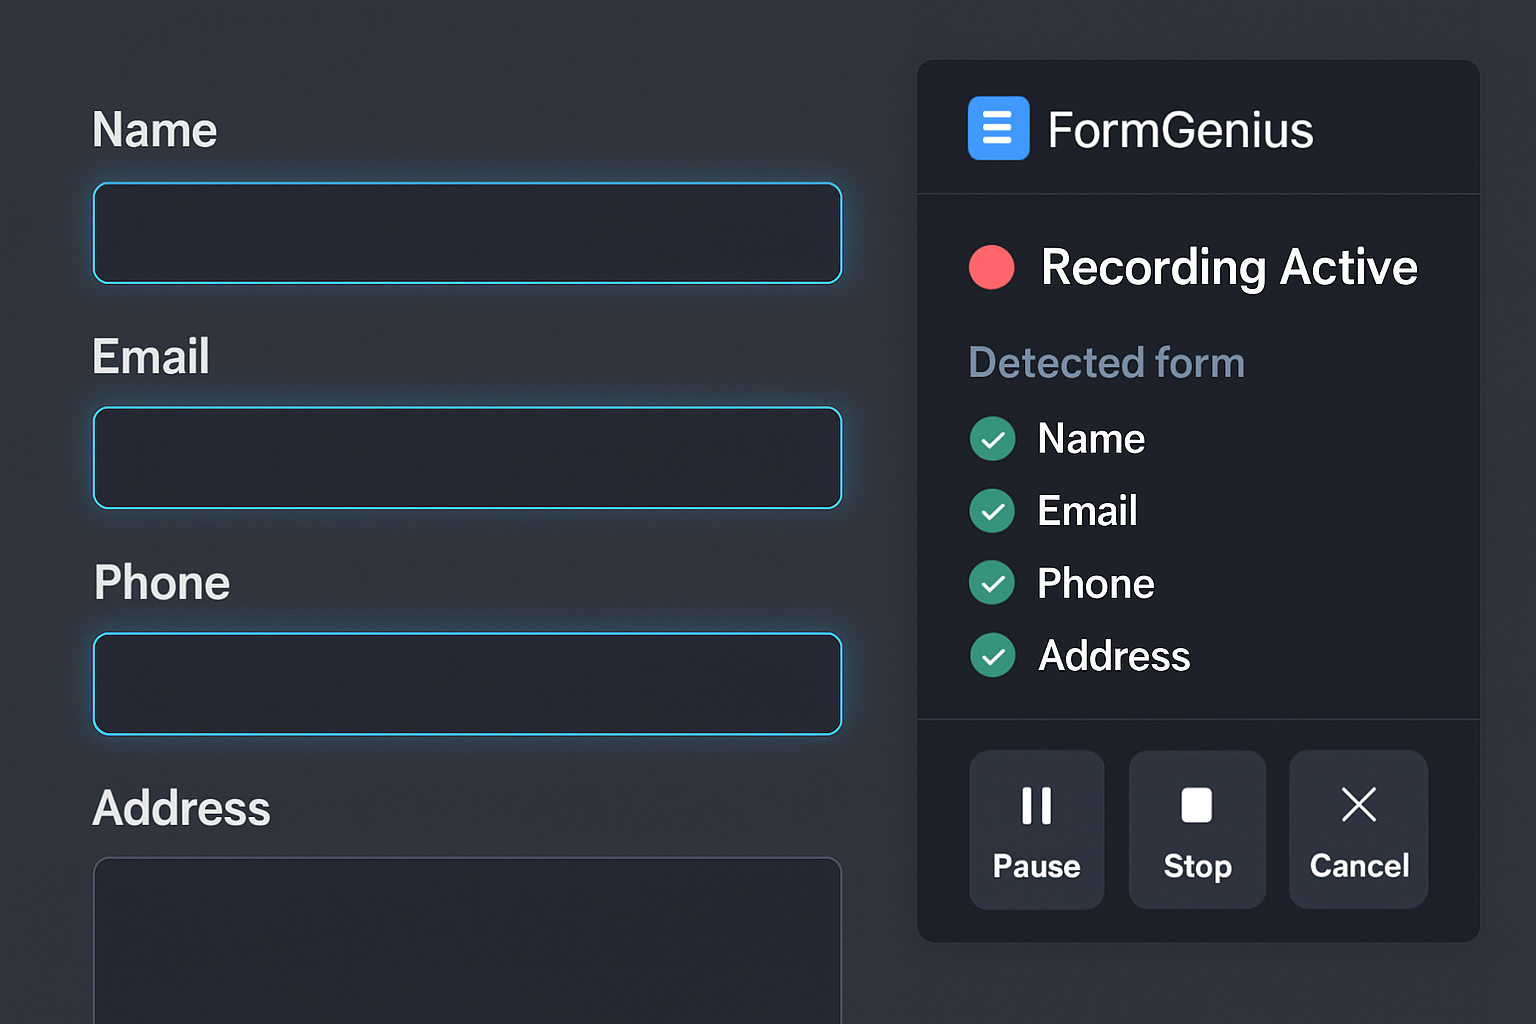 Name
Email
Phone
Address
FormGenius
Recording Active
Detected form
Name
Email
Phone
Address
Pause
Stop
Cancel